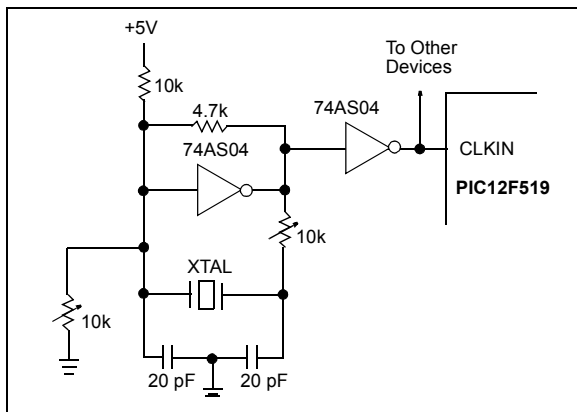 +5V
10k
4.7k
74AS04
74AS04
To Other
Devices
CLKIN
PIC12F519
10k
XTAL
10k
20 pF
20 pF